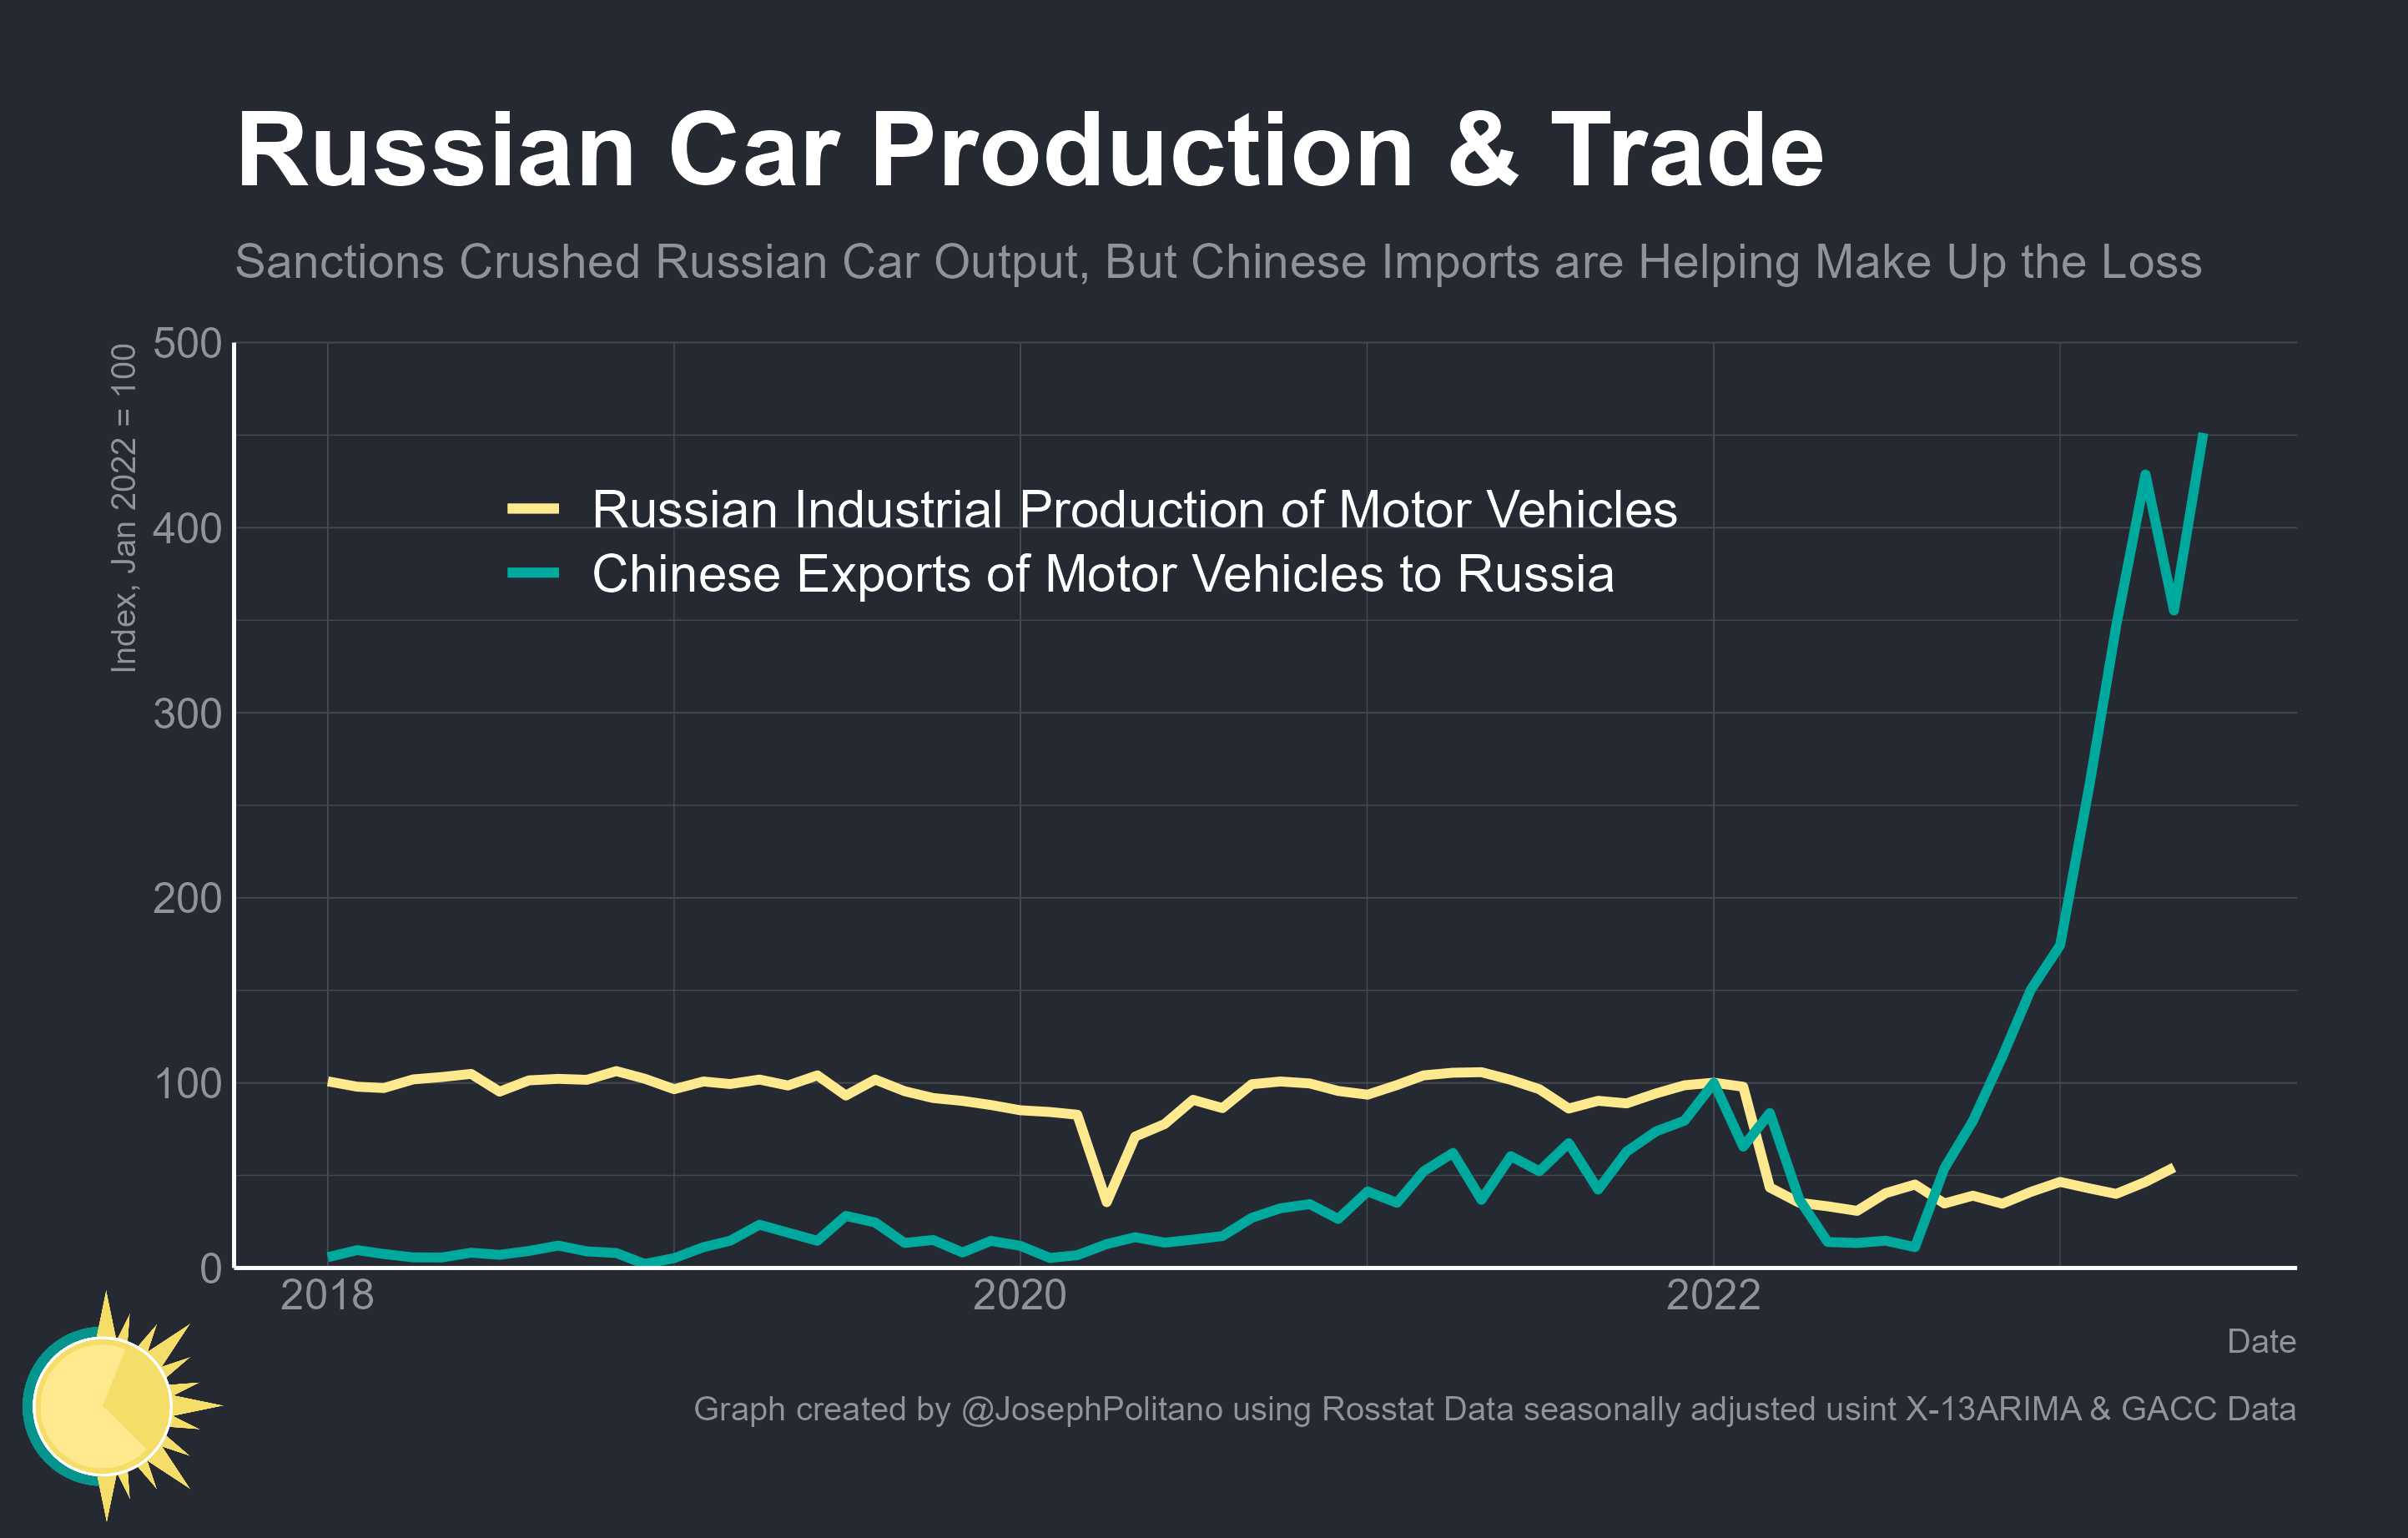 Russian Car Production & Trade
Sanctions Crushed Russian Car Output, But Chinese Imports are Helping Make Up the Loss
Index, Jan 2022 = 100
500
400
300
200
100
0
Russian Industrial Production of Motor Vehicles
Chinese Exports of Motor Vehicles to Russia
2018
2020
2022
Date
Graph created by @JosephPolitano using Rosstat Data seasonally adjusted usint X-13ARIMA & GACC Data